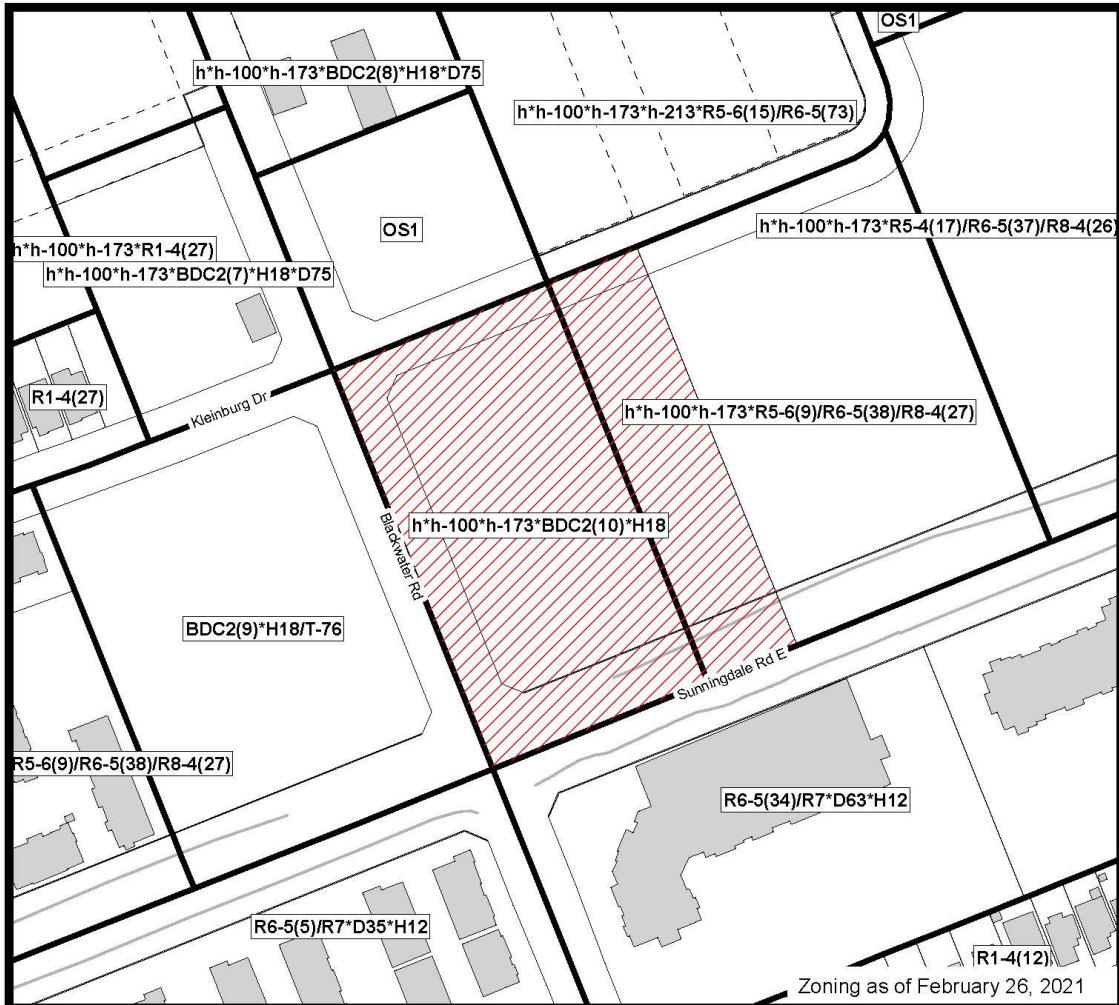 OS1
h*h-100*h-173*BDC2(8)*H18*D75
h*h-100*h-173*h-213*R5-6(15)/R6-5(73)
OS1
h*h-100*h-173*R5-4(17)/R6-5(37)/R8-4(26)
h*h-100*h-173*R1-4(27)
h*h-100*h-173*BDC2(7)*H18*D75
R1-4(27)
Kleinburg Dr
h*h-100*h-173*R5-6(9)/R6-5(38)/R8-4(27)
h*h-100*h-173*BDC2(10)*H18
Blackwater Rd
BDC2(9)*H18/T-76
Sunningdale Rd E
R5-6(9)/R6-5(38)/R8-4(27)
R6-5(34)/R7*D63*H12
R6-5(5)/R7*D35*H12
R1-4(12)
Zoning as of February 26, 2021